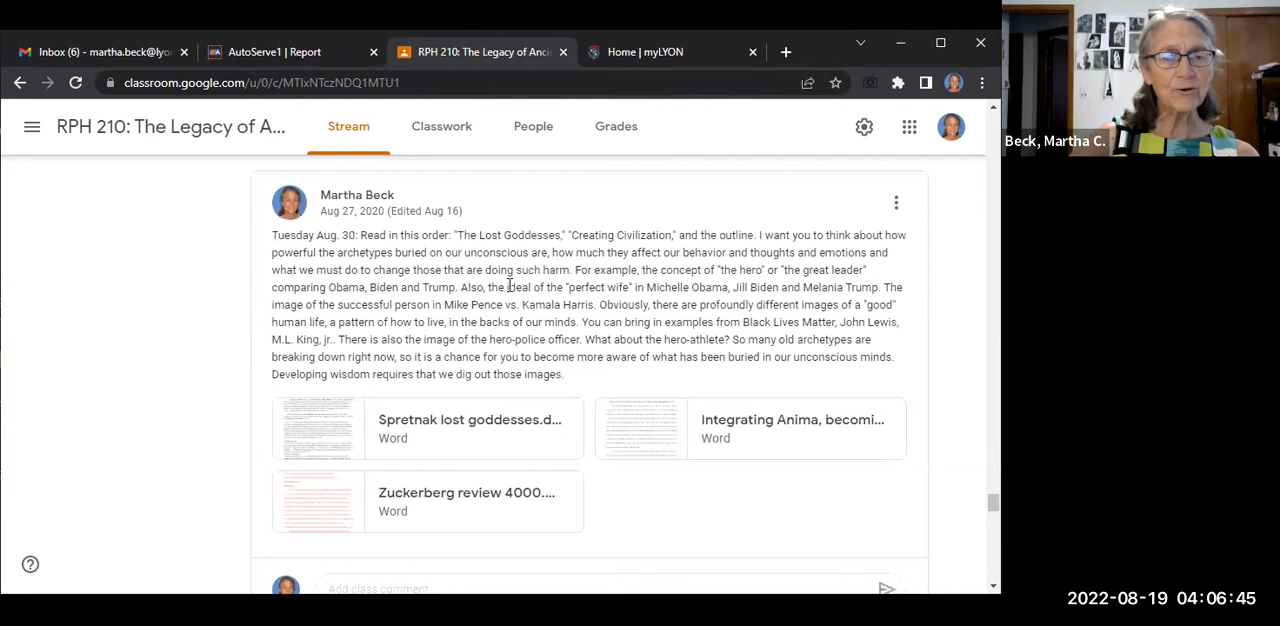 Inbox (6) - martha.beck@lyo
AutoServe1 | Report
RPH 210: The Legacy of Anci
Home | myLYON
classroom.google.com/u/0/c/MTIxNTczNDQ1MTU1
RPH 210: The Legacy of A...
Stream
Classwork
People
Grades
Beck, Martha C.
Martha Beck
Aug 27, 2020 (Edited Aug 16)
Tuesday Aug. 30: Read in this order: "The Lost Goddesses," "Creating Civilization," and the outline. I want you to think about how
powerful the archetypes buried on our unconscious are, how much they affect our behavior and thoughts and emotions and
what we must do to change those that are doing such harm. For example, the concept of "the hero" or "the great leader"
comparing Obama, Biden and Trump. Also, the ideal of the "perfect wife" in Michelle Obama, Jill Biden and Melania Trump. The
image of the successful person in Mike Pence vs. Kamala Harris. Obviously, there are profoundly different images of a "good"
human life, a pattern of how to live, in the backs of our minds. You can bring in examples from Black Lives Matter, John Lewis,
M.L. King, jr.. There is also the image of the hero-police officer. What about the hero-athlete? So many old archetypes are
breaking down right now, so it is a chance for you to become more aware of what has been buried in our unconscious minds.
Developing wisdom requires that we dig out those images.
Spretnak lost goddesses.d...
Word
Integrating Anima, becomi...
Word
Zuckerberg review 4000....
Word
Add class comment...
2022-08-19 04:06:45